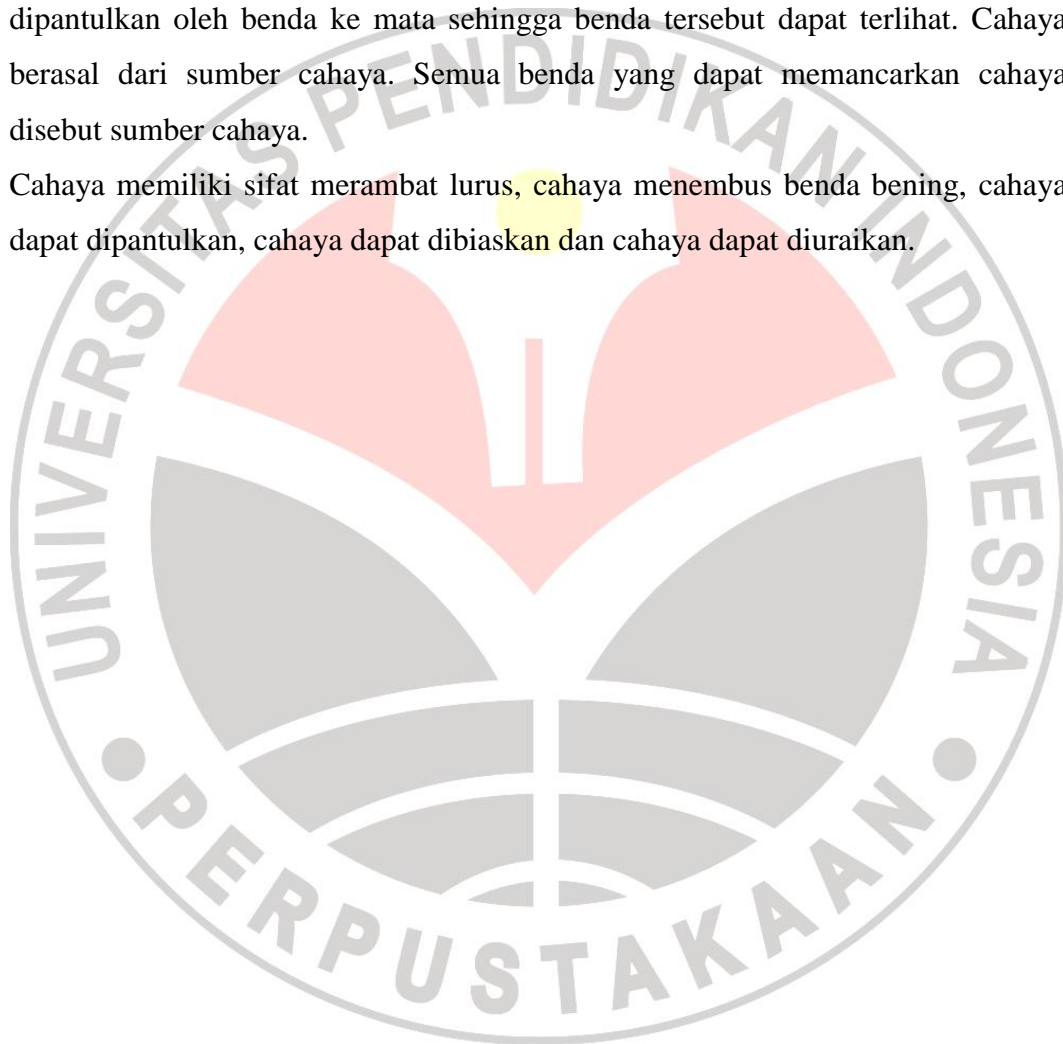 dipantulkan oleh benda ke mata sehingga benda tersebut dapat terlihat. Cahaya
berasal dari sumber cahaya. Semua benda yang dapat memancarkan cahaya
disebut sumber cahaya.
Cahaya memiliki sifat merambat lurus, cahaya menembus benda bening, cahaya
dapat dipantulkan, cahaya dapat dibiaskan dan cahaya dapat diuraikan.
UNIVERSITAS PENDIDIKAN INDONESIA
PERPUSTAKAAN